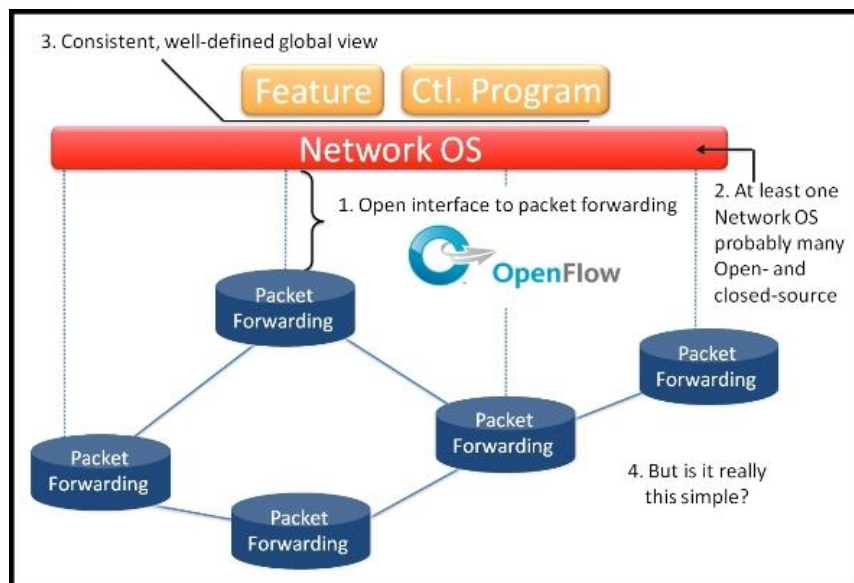 3. Consistent, well-defined global view
Feature
Ctl. Program
Network OS
1. Open interface to packet forwarding
2. At least one
Network OS
probably many
Open- and
closed-source
OpenFlow
Packet
Forwarding
Packet
Forwarding
Packet
Forwarding
Packet
Forwarding
Packet
Forwarding
4. But is it really
this simple?